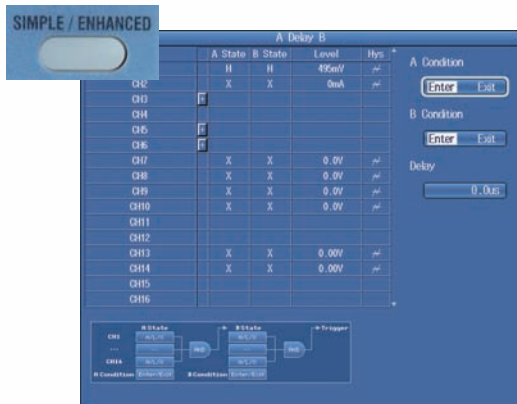 SIMPLE / ENHANCED
A Delay B
A State B State Level Hys
H H 495mV
CH2 X X 0mA
CH3
CH4
CH5
CH6
CH7 X X 0.0V
CH8 X X 0.0V
CH9 X X 0.0V
CH10 X X 0.0V
CH11
CH12
CH13 X X 0.00V
CH14 X X 0.00V
CH15
CH16
A Condition
Enter Exit
B Condition
Enter Exit
Delay
0.0us
A State B State Trigger
CH1 H/L/X H/L/X
... ... AND ... AND
CH16 H/L/X H/L/X
A Condition Enter/Exit B Condition Enter/Exit